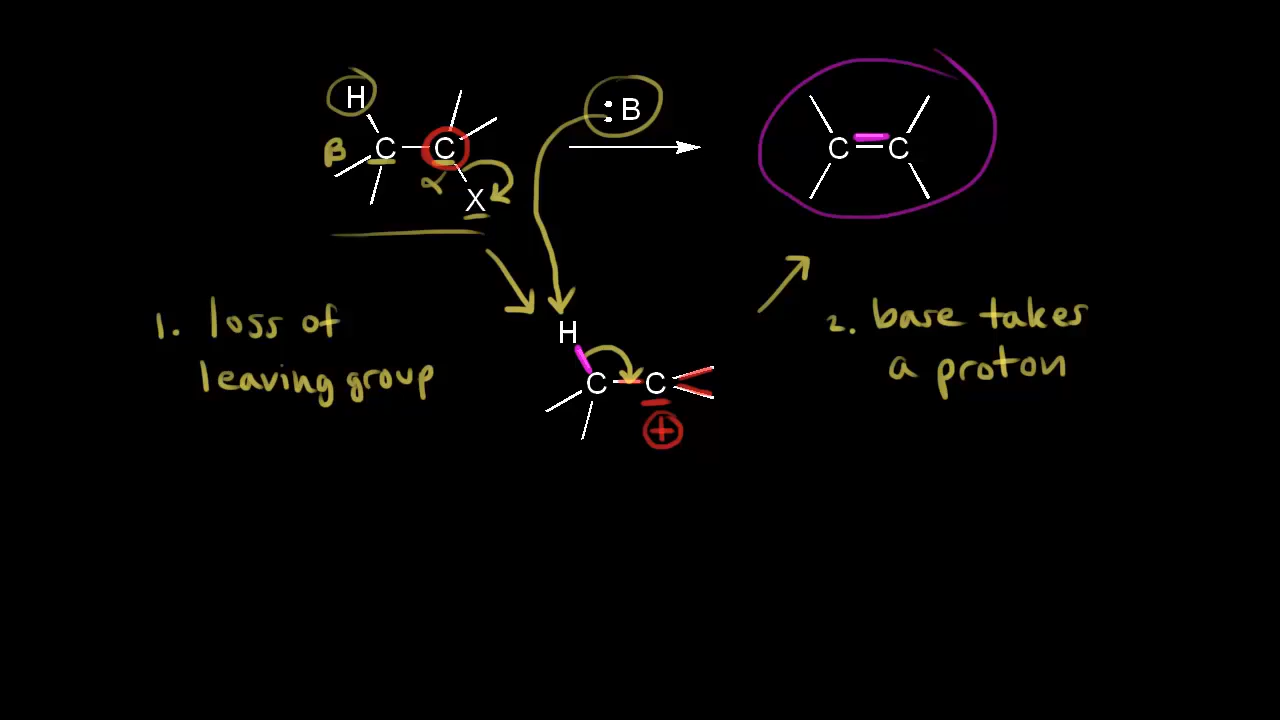 H
:B
β C C C C
α
X
1. loss of
leaving group
2. base takes
a proton
H
C C
+